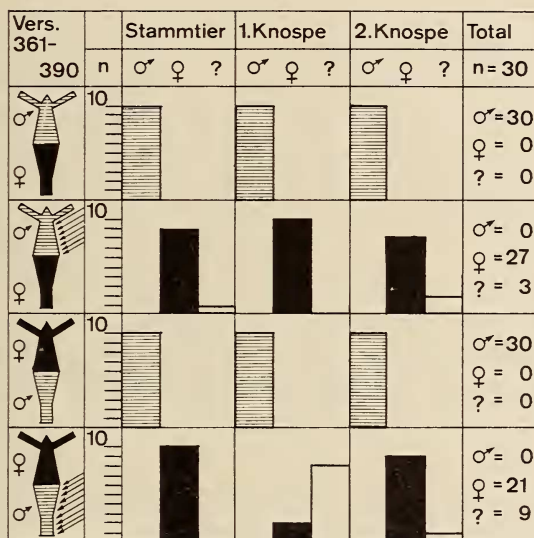 Vers. 361–390 n Stammtier 1.Knospe 2.Knospe Total
♂ ♀ ? ♂ ♀ ? ♂ ♀ ? n=30
♂ ♀ 10 ♂= 30
♀ = 0
? = 0
♂ ♀ 10 ♂= 0
♀ = 27
? = 3
♀ ♂ 10 ♂= 30
♀ = 0
? = 0
♀ ♂ 10 ♂= 0
♀ = 21
? = 9